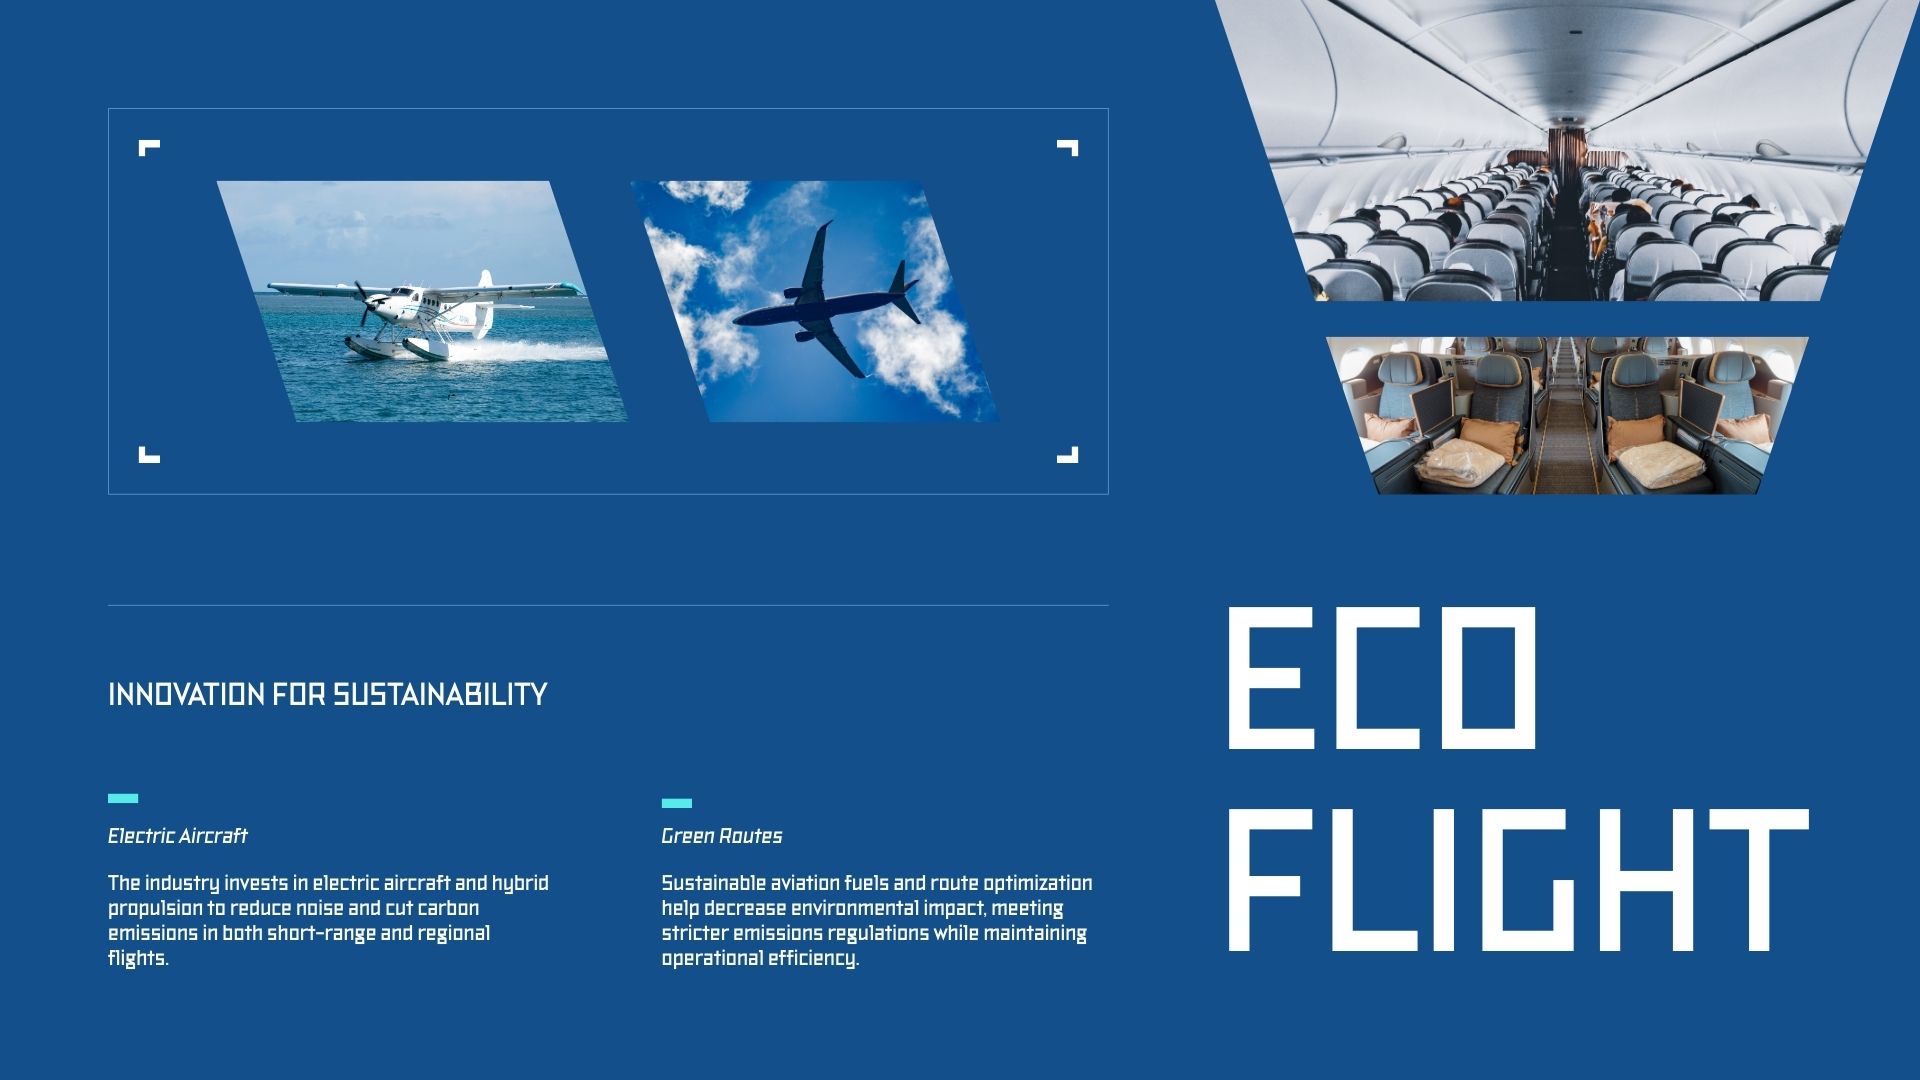 ECO
FLIGHT
INNOVATION FOR SUSTAINABILITY
Electric Aircraft
The industry invests in electric aircraft and hybrid
propulsion to reduce noise and cut carbon
emissions in both short-range and regional
flights.
Green Routes
Sustainable aviation fuels and route optimization
help decrease environmental impact, meeting
stricter emissions regulations while maintaining
operational efficiency.